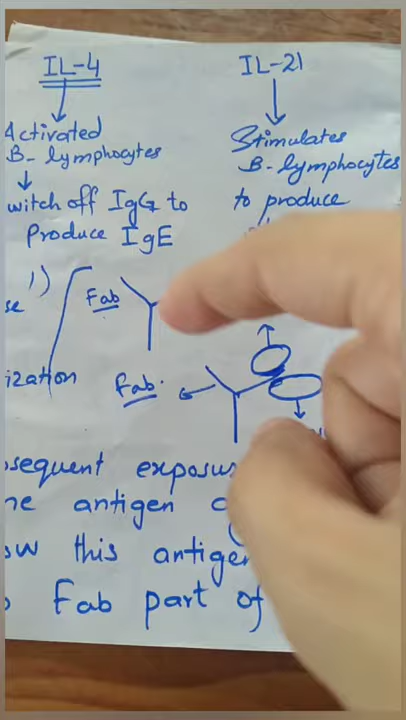 IL-4
IL-21
Activated
B-lymphocytes
Stimulates
B-lymphocytes
to produce
witch off IgG to
Produce IgE
1)
Fab
se
ization
Fab.
sequent exposu
ne antigen
ow this antigen
Fab part of